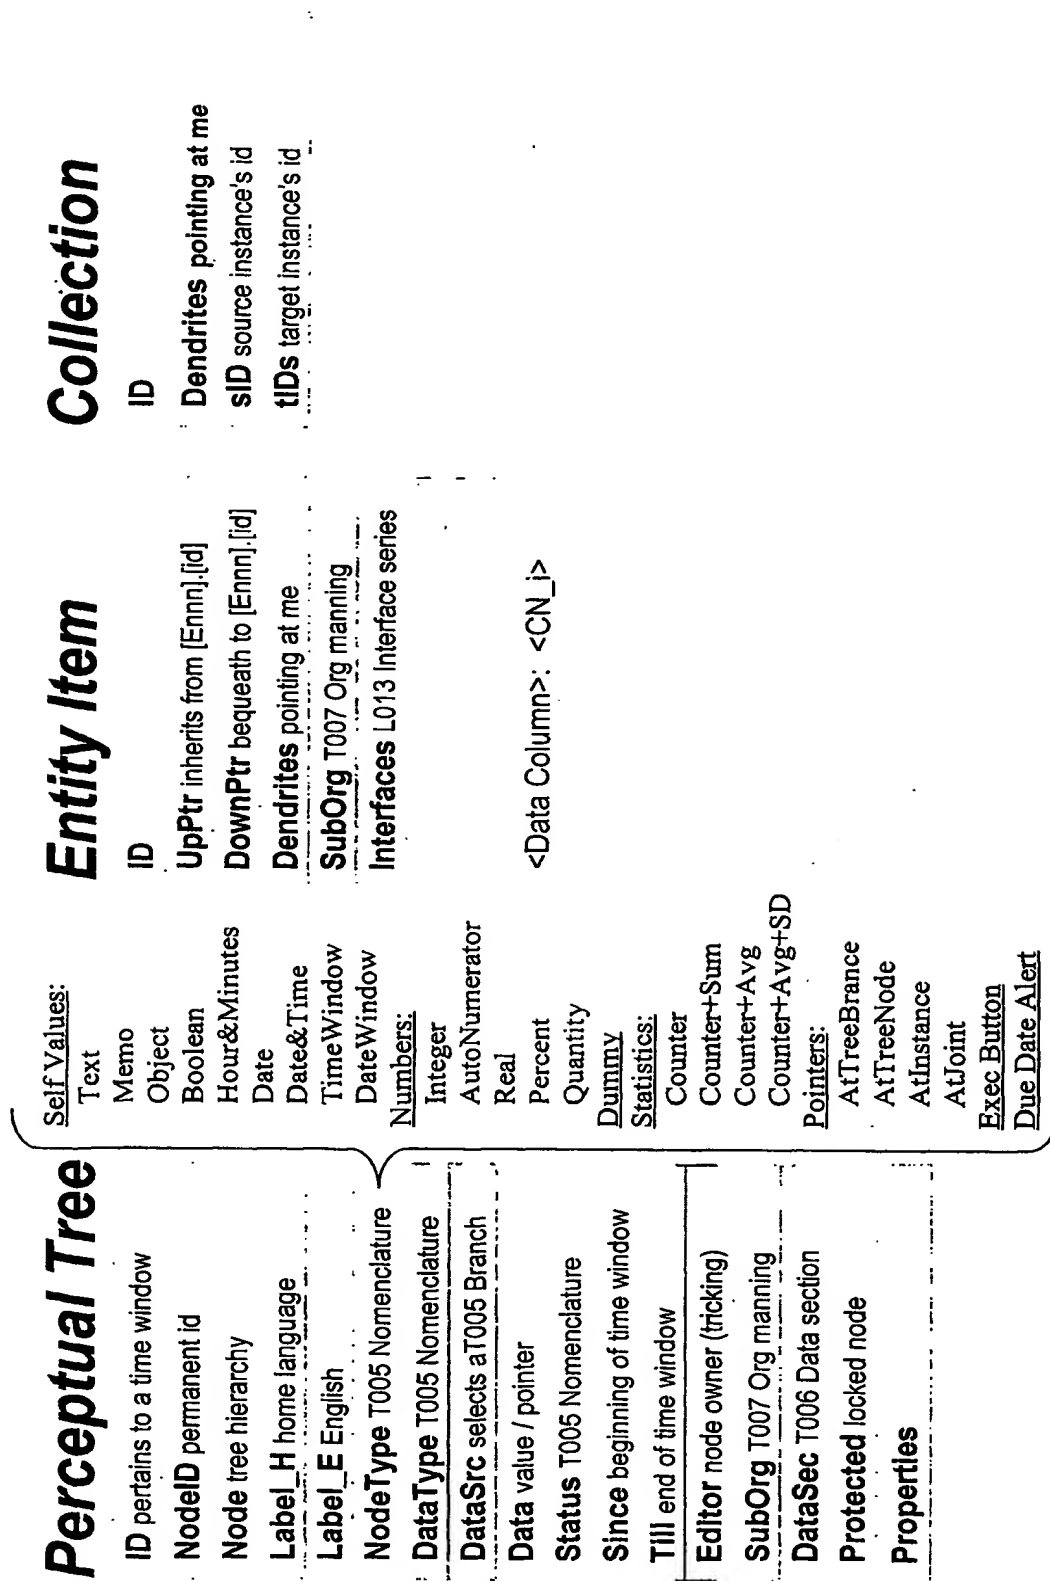 Perceptual Tree
ID pertains to a time window
NodeID permanent id
Node tree hierarchy
Label_H home language
Label_E English
NodeType T005 Nomenclature
DataType T005 Nomenclature
DataSrc selects aT005 Branch
Data value / pointer
Status T005 Nomenclature
Since beginning of time window
Till end of time window
Editor node owner (tricking)
SubOrg T007 Org manning
DataSec T006 Data section
Protected locked node
Properties
Self Values:
Text
Memo
Object
Boolean
Hour&Minutes
Date
Date&Time
TimeWindow
DateWindow
Numbers:
Integer
AutoNumerator
Real
Percent
Quantity
Dummy
Statistics:
Counter
Counter+Sum
Counter+Avg
Counter+Avg+SD
Pointers:
AtTreeBrance
AtTreeNode
AtInstance
AtJoint
Exec Button
Due Date Alert
Entity Item
ID
UpPtr inherits from [Ennn].[id]
DownPtr bequeath to [Ennn].[id]
Dendrites pointing at me
SubOrg T007 Org manning
Interfaces L013 Interface series
<Data Column>: <CN_i>
Collection
ID
Dendrites pointing at me
sID source instance's id
tIDs target instance's id